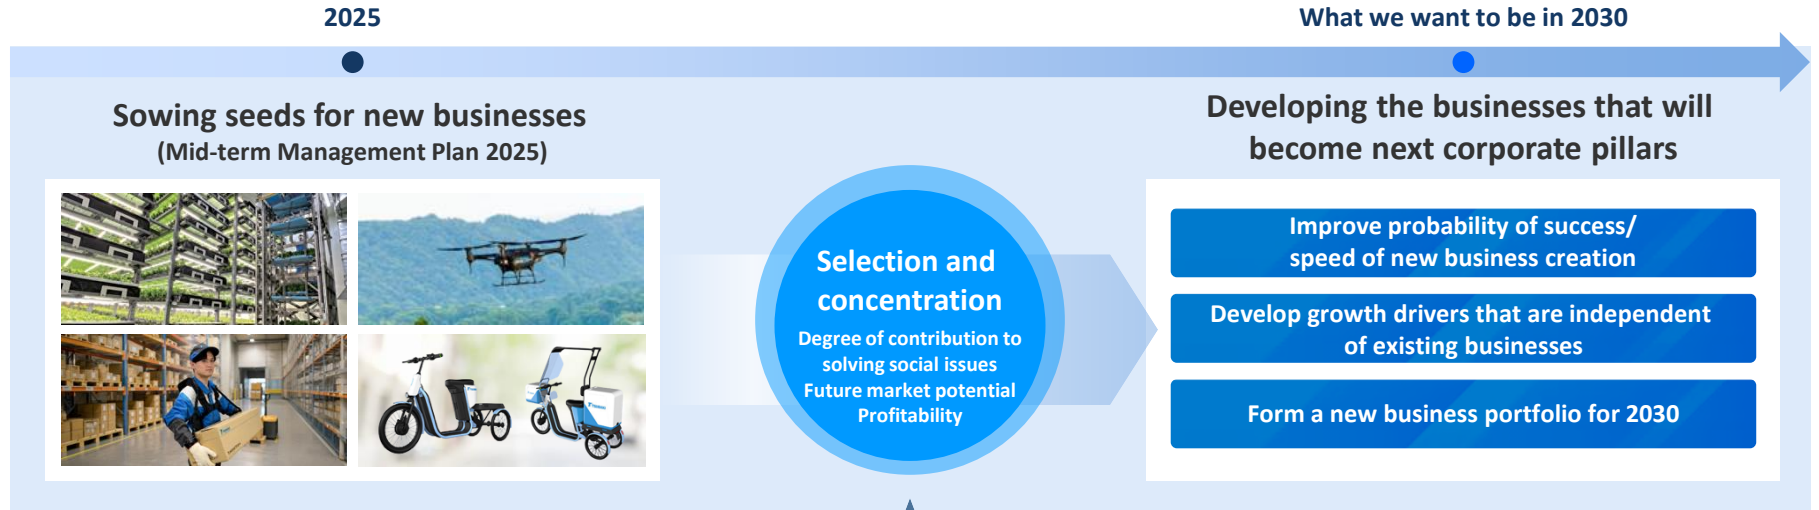 2025
What we want to be in 2030
Sowing seeds for new businesses
(Mid-term Management Plan 2025)
Developing the businesses that will
become next corporate pillars
Selection and
concentration
Degree of contribution to
solving social issues
Future market potential
Profitability
Improve probability of success/
speed of new business creation
Develop growth drivers that are independent
of existing businesses
Form a new business portfolio for 2030